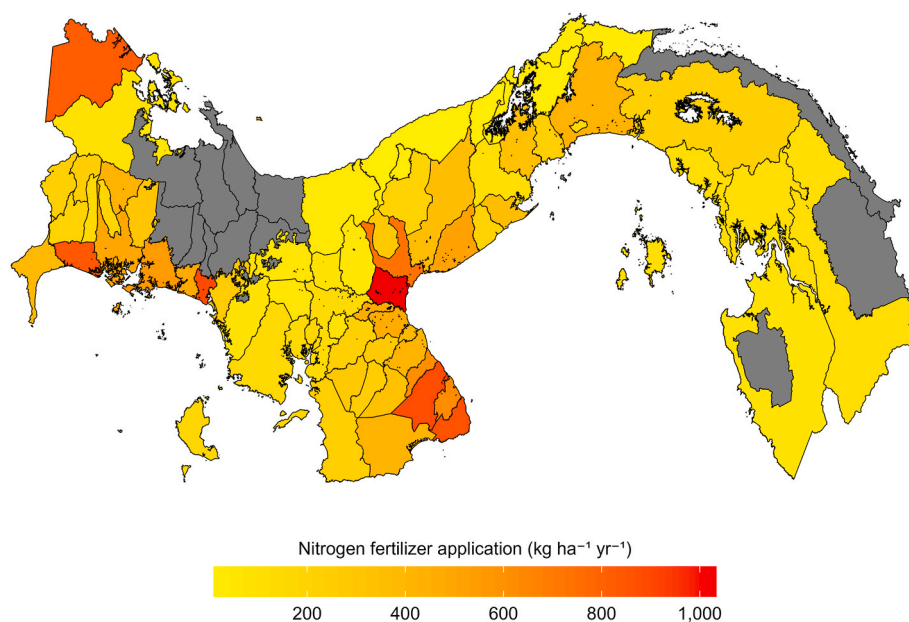 Nitrogen fertilizer application (kg ha⁻¹ yr⁻¹)
200 400 600 800 1,000